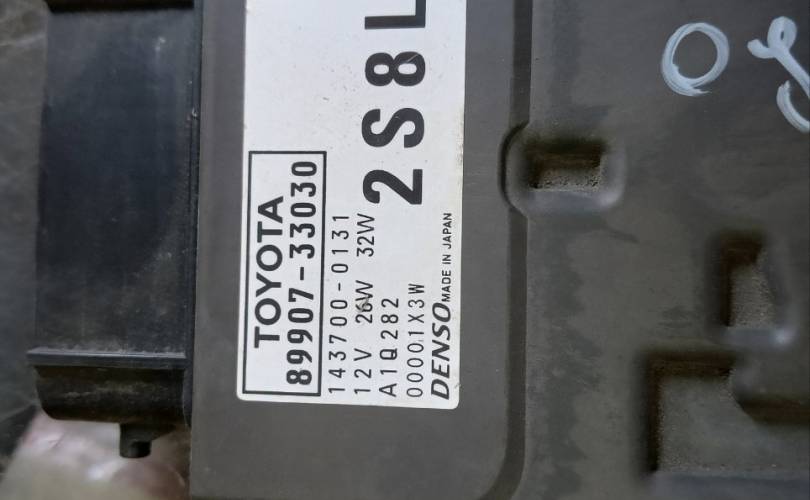 TOYOTA
89907-33030
143700-0131
12V 26W 32W
A1Q282
00001X3W
DENSO MADE IN JAPAN
2S8L